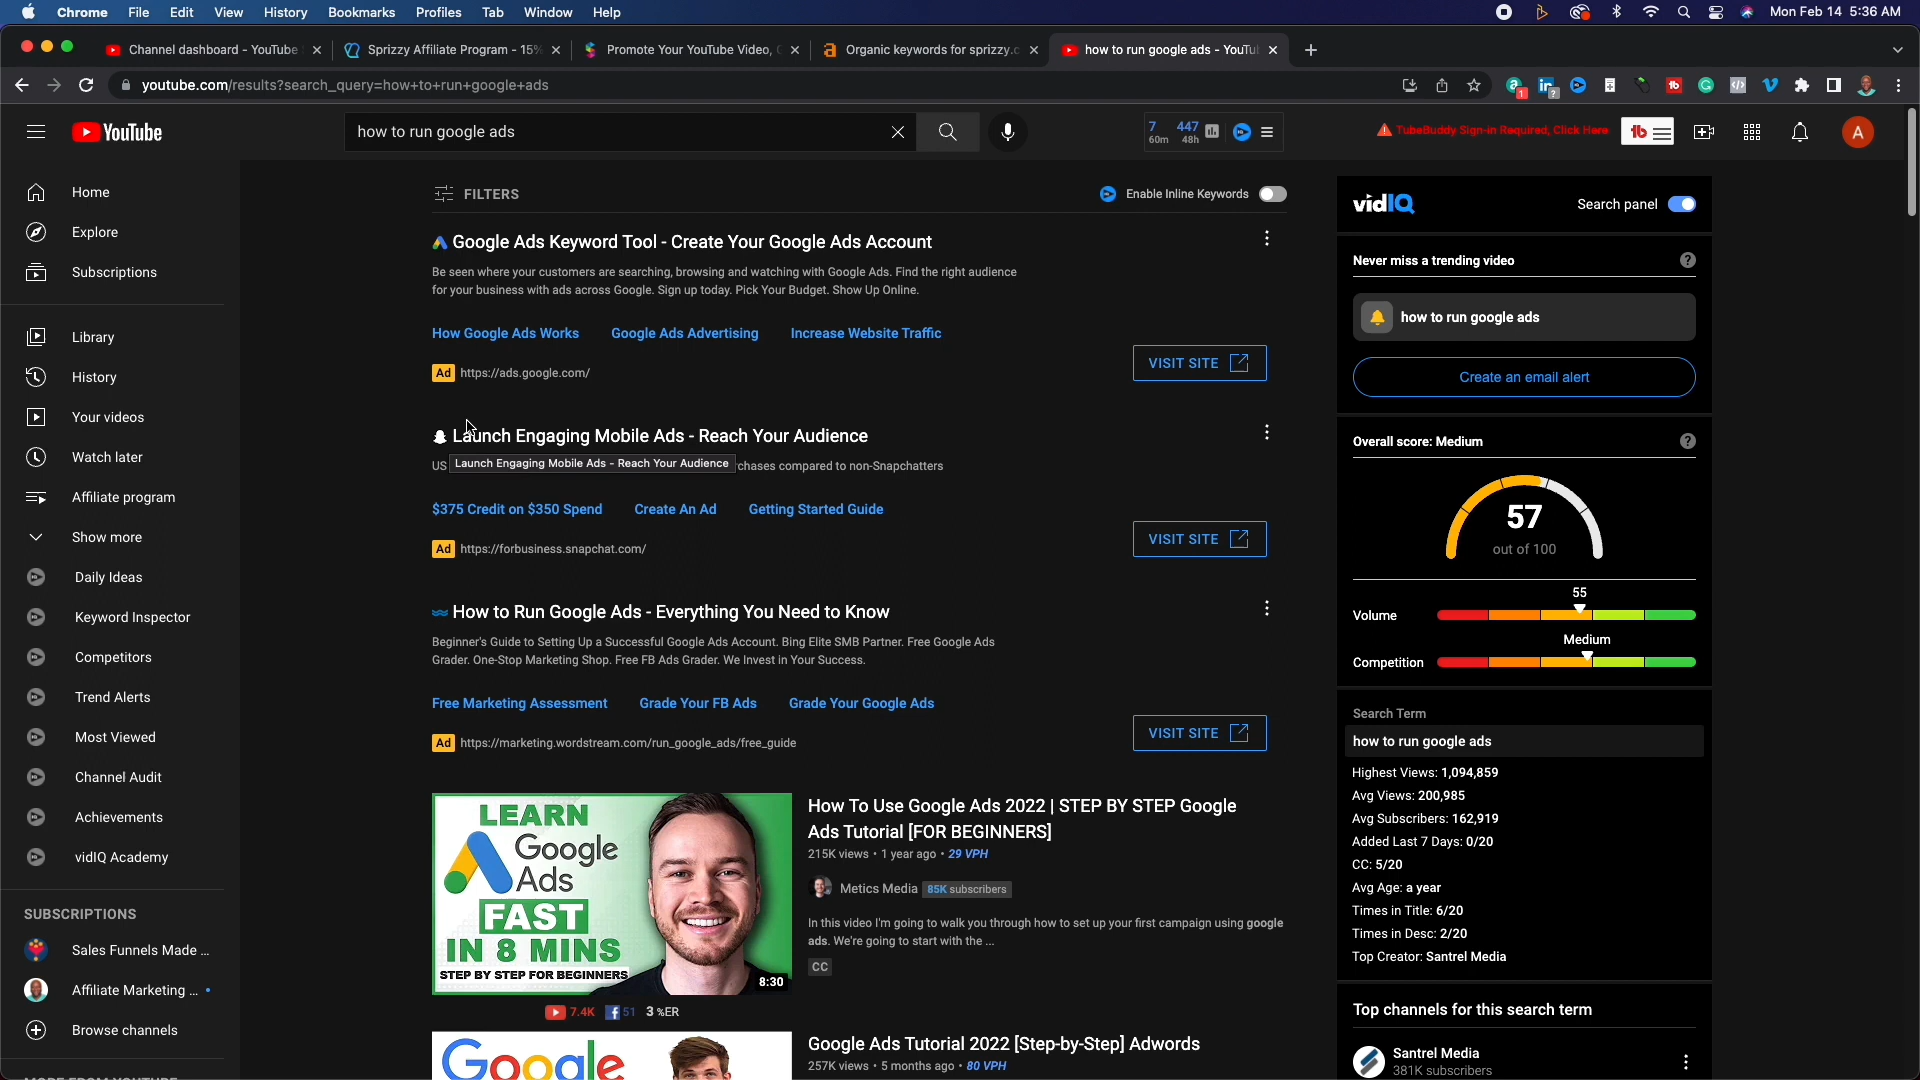 Chrome File Edit View History Bookmarks Profiles Tab Window Help
Mon Feb 14 5:36 AM
Channel dashboard - YouTube
Sprizzy Affiliate Program - 15%
Promote Your YouTube Video,
Organic keywords for sprizzy.c
how to run google ads - YouTu
youtube.com/results?search_query=how+to+run+google+ads
YouTube
how to run google ads
7 447
60m 48h
TubeBuddy Sign-in Required, Click Here
tb
A
Home
Explore
Subscriptions
Library
History
Your videos
Watch later
Affiliate program
Show more
Daily Ideas
Keyword Inspector
Competitors
Trend Alerts
Most Viewed
Channel Audit
Achievements
vidIQ Academy
SUBSCRIPTIONS
Sales Funnels Made ...
Affiliate Marketing ...
Browse channels
FILTERS
Enable Inline Keywords
Google Ads Keyword Tool - Create Your Google Ads Account
Be seen where your customers are searching, browsing and watching with Google Ads. Find the right audience
for your business with ads across Google. Sign up today. Pick Your Budget. Show Up Online.
How Google Ads Works Google Ads Advertising Increase Website Traffic
VISIT SITE
Ad https://ads.google.com/
Launch Engaging Mobile Ads - Reach Your Audience
US Launch Engaging Mobile Ads - Reach Your Audience chases compared to non-Snapchatters
$375 Credit on $350 Spend Create An Ad Getting Started Guide
VISIT SITE
Ad https://forbusiness.snapchat.com/
How to Run Google Ads - Everything You Need to Know
Beginner's Guide to Setting Up a Successful Google Ads Account. Bing Elite SMB Partner. Free Google Ads
Grader. One-Stop Marketing Shop. Free FB Ads Grader. We Invest in Your Success.
Free Marketing Assessment Grade Your FB Ads Grade Your Google Ads
VISIT SITE
Ad https://marketing.wordstream.com/run_google_ads/free_guide
LEARN
Google
Ads
FAST
IN 8 MINS
STEP BY STEP FOR BEGINNERS
8:30
7.4K 51 3 %ER
How To Use Google Ads 2022 | STEP BY STEP Google
Ads Tutorial [FOR BEGINNERS]
215K views • 1 year ago • 29 VPH
Metics Media 85K subscribers
In this video I'm going to walk you through how to set up your first campaign using google
ads. We're going to start with the ...
CC
Google
Google Ads Tutorial 2022 [Step-by-Step] Adwords
257K views • 5 months ago • 80 VPH
vidIQ
Search panel
Never miss a trending video
?
how to run google ads
Create an email alert
Overall score: Medium
?
57
out of 100
55
Volume
Medium
Competition
Search Term
how to run google ads
Highest Views: 1,094,859
Avg Views: 200,985
Avg Subscribers: 162,919
Added Last 7 Days: 0/20
CC: 5/20
Avg Age: a year
Times in Title: 6/20
Times in Desc: 2/20
Top Creator: Santrel Media
Top channels for this search term
Santrel Media
381K subscribers